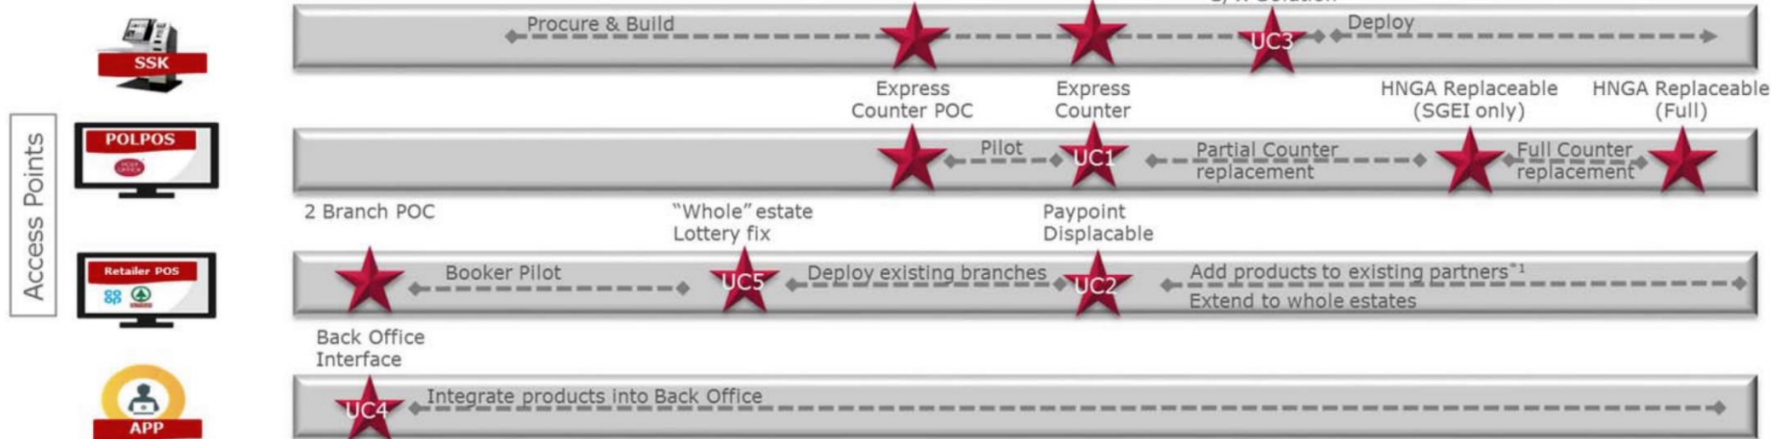 Procure & Build
Deploy
UC3
SSK
Express
Counter POC
Express
Counter
HNGA Replaceable
(SGEI only)
HNGA Replaceable
(Full)
Access Points
POLPOS
POST
OFFICE
Pilot
UC1
Partial Counter
replacement
Full Counter
replacement
2 Branch POC
"Whole" estate
Lottery fix
Paypoint
Displacable
Retailer POS
Booker Pilot
UC5
Deploy existing branches
UC2
Add products to existing partners*1
Extend to whole estates
Back Office
Interface
UC4
Integrate products into Back Office
APP